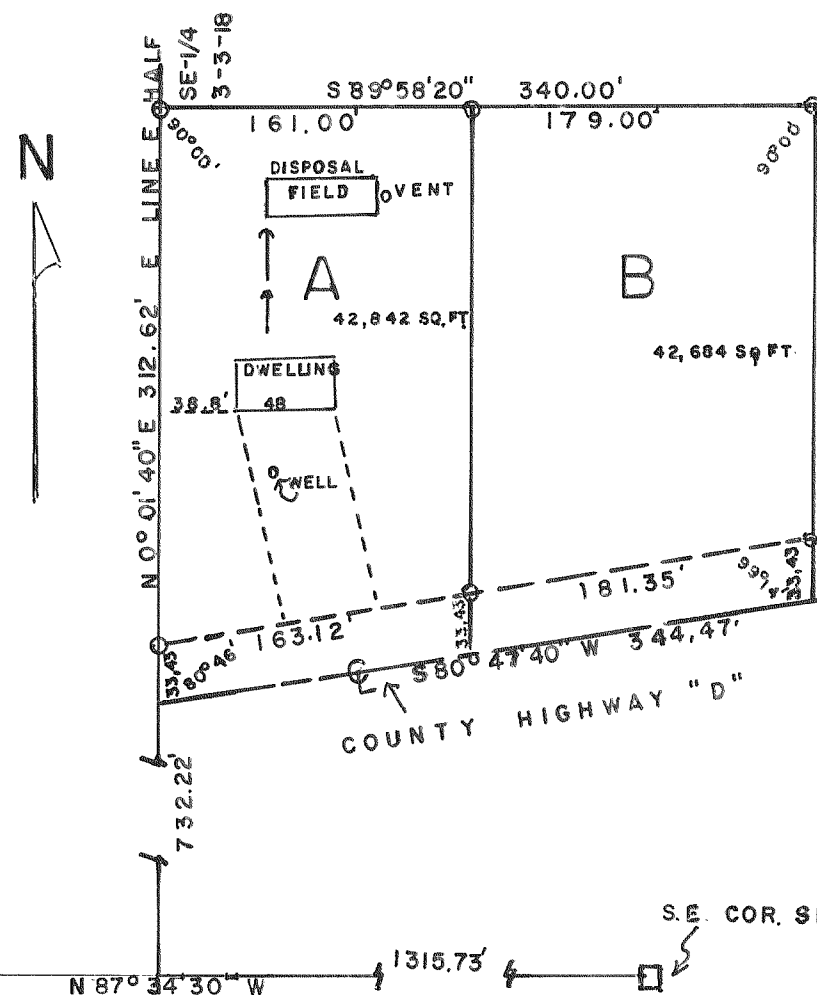 N
E LINE E HALF
SE-1/4
3-3-18
S 89°58'20" 340.00'
161.00' 179.00'
90°00' 90°00'
DISPOSAL
FIELD
VENT
N 0° 01' 40" E 312.62'
A
42,842 SQ. FT
B
42,684 SQ FT.
DWELLING
38.8' 48
WELL
163.12'
181.35'
33.43
33.43
33.43
80°46'
S80° 47'40" W 344.47'
COUNTY HIGHWAY "D"
732.22'
S.E. COR.
1315.73'
N 87° 34'30" W